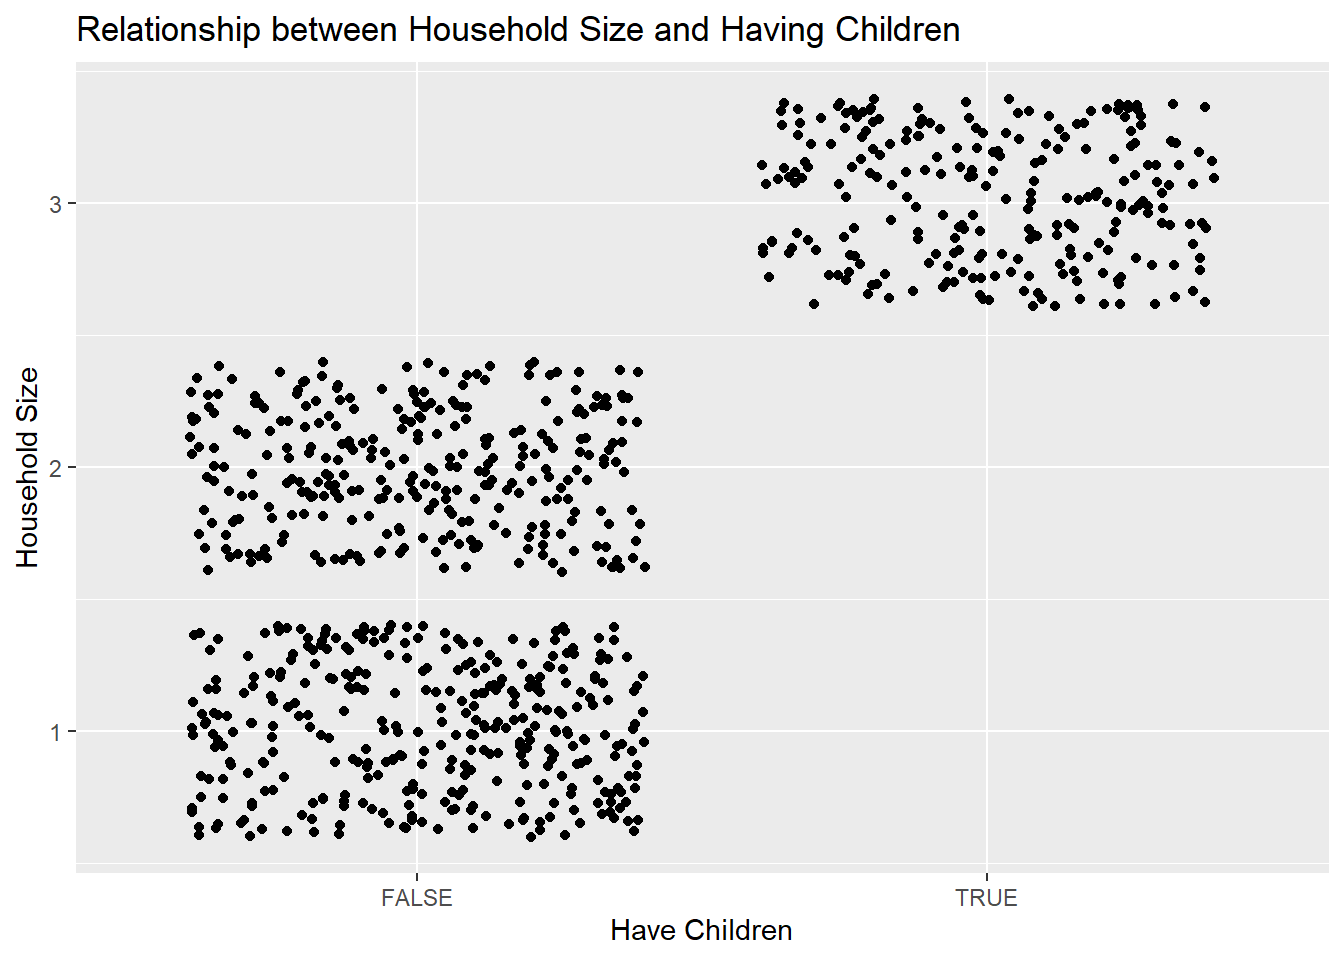 Relationship between Household Size and Having Children
Household Size
3
2
1
FALSE TRUE
Have Children